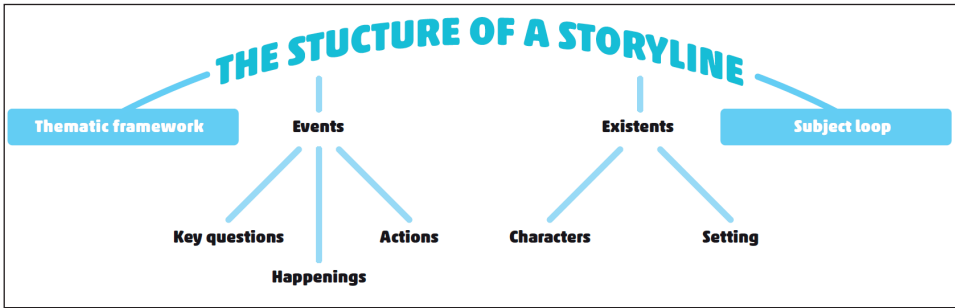 THE STUCTURE OF A STORYLINE
Thematic framework
Events
Existents
Subject loop
Key questions
Actions
Characters
Setting
Happenings